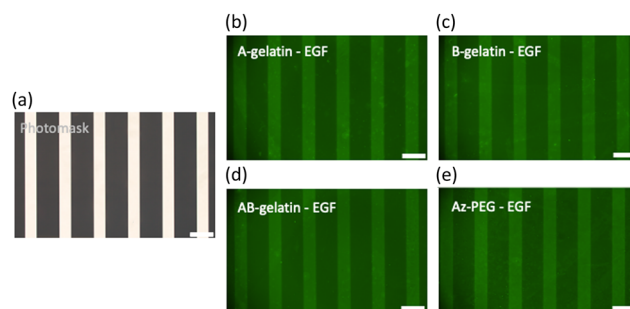 (a)
Photomask
(b)
A-gelatin - EGF
(c)
B-gelatin - EGF
(d)
AB-gelatin - EGF
(e)
Az-PEG - EGF